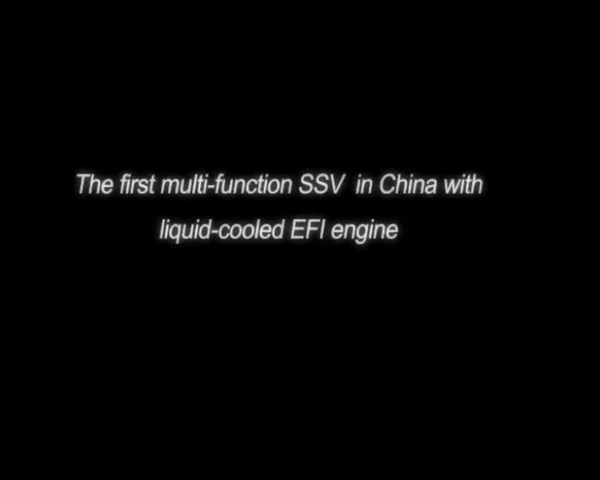 The first multi-function SSV in China with
liquid-cooled EFI engine